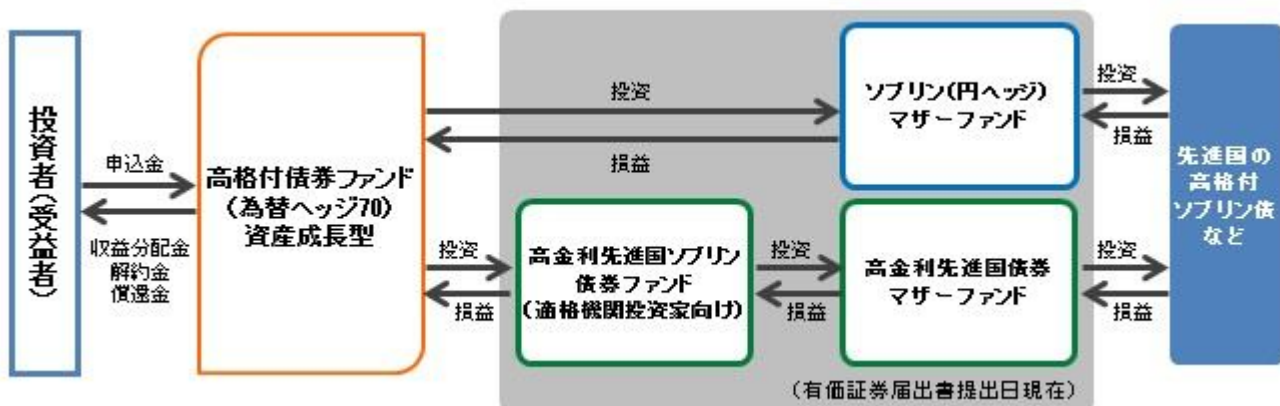 投資者(受益者)
申込金
収益分配金
解約金
償還金
高格付債券ファンド
(為替ヘッジ70)
資産成長型
投資
損益
ソブリン(円ヘッジ)
マザーファンド
投資
損益
投資
損益
高金利先進国ソブリン
債券ファンド
(適格機関投資家向け)
投資
損益
高金利先進国債券
マザーファンド
投資
損益
先進国の
高格付
ソブリン債
など
(有価証券届出書提出日現在)